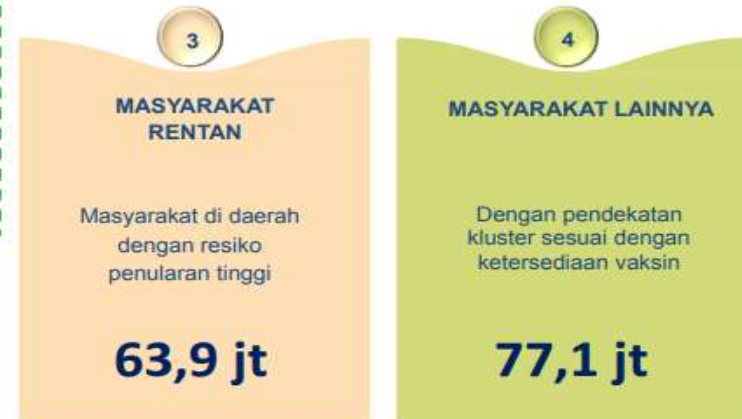 3
MASYARAKAT
RENTAN
Masyarakat di daerah
dengan resiko
penularan tinggi
63,9 jt
4
MASYARAKAT LAINNYA
Dengan pendekatan
kluster sesuai dengan
ketersediaan vaksin
77,1 jt